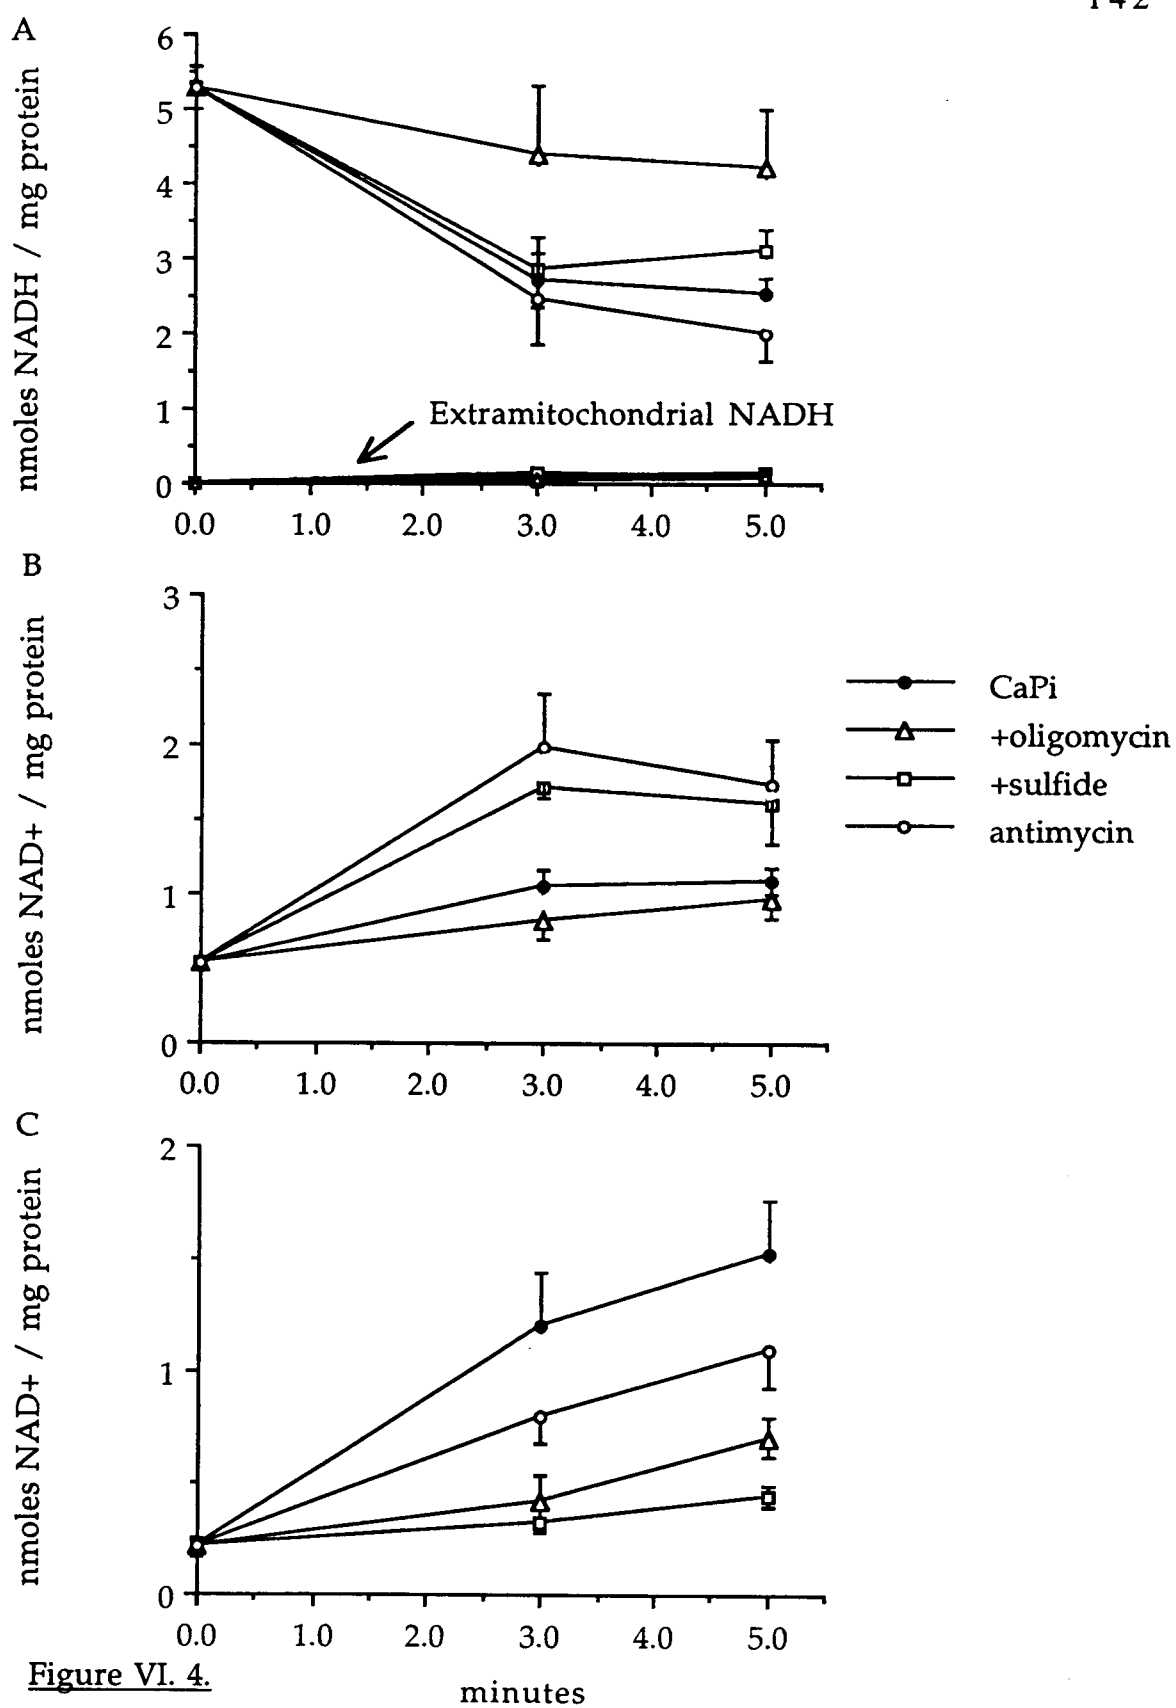 A
6
5
4
3
2
1
0
nmoles NADH / mg protein
Extramitochondrial NADH
0.0 1.0 2.0 3.0 4.0 5.0
B
3
2
1
0
nmoles NAD+ / mg protein
CaPi
+oligomycin
+sulfide
antimycin
0.0 1.0 2.0 3.0 4.0 5.0
C
2
1
0
nmoles NAD+ / mg protein
0.0 1.0 2.0 3.0 4.0 5.0
Figure VI. 4.
minutes